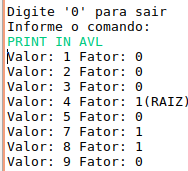 Digite '0' para sair
Informe o comando:
PRINT IN AVL
Valor: 1 Fator: 0
Valor: 2 Fator: 0
Valor: 3 Fator: 0
Valor: 4 Fator: 1(RAIZ)
Valor: 5 Fator: 0
Valor: 7 Fator: 1
Valor: 8 Fator: 1
Valor: 9 Fator: 0